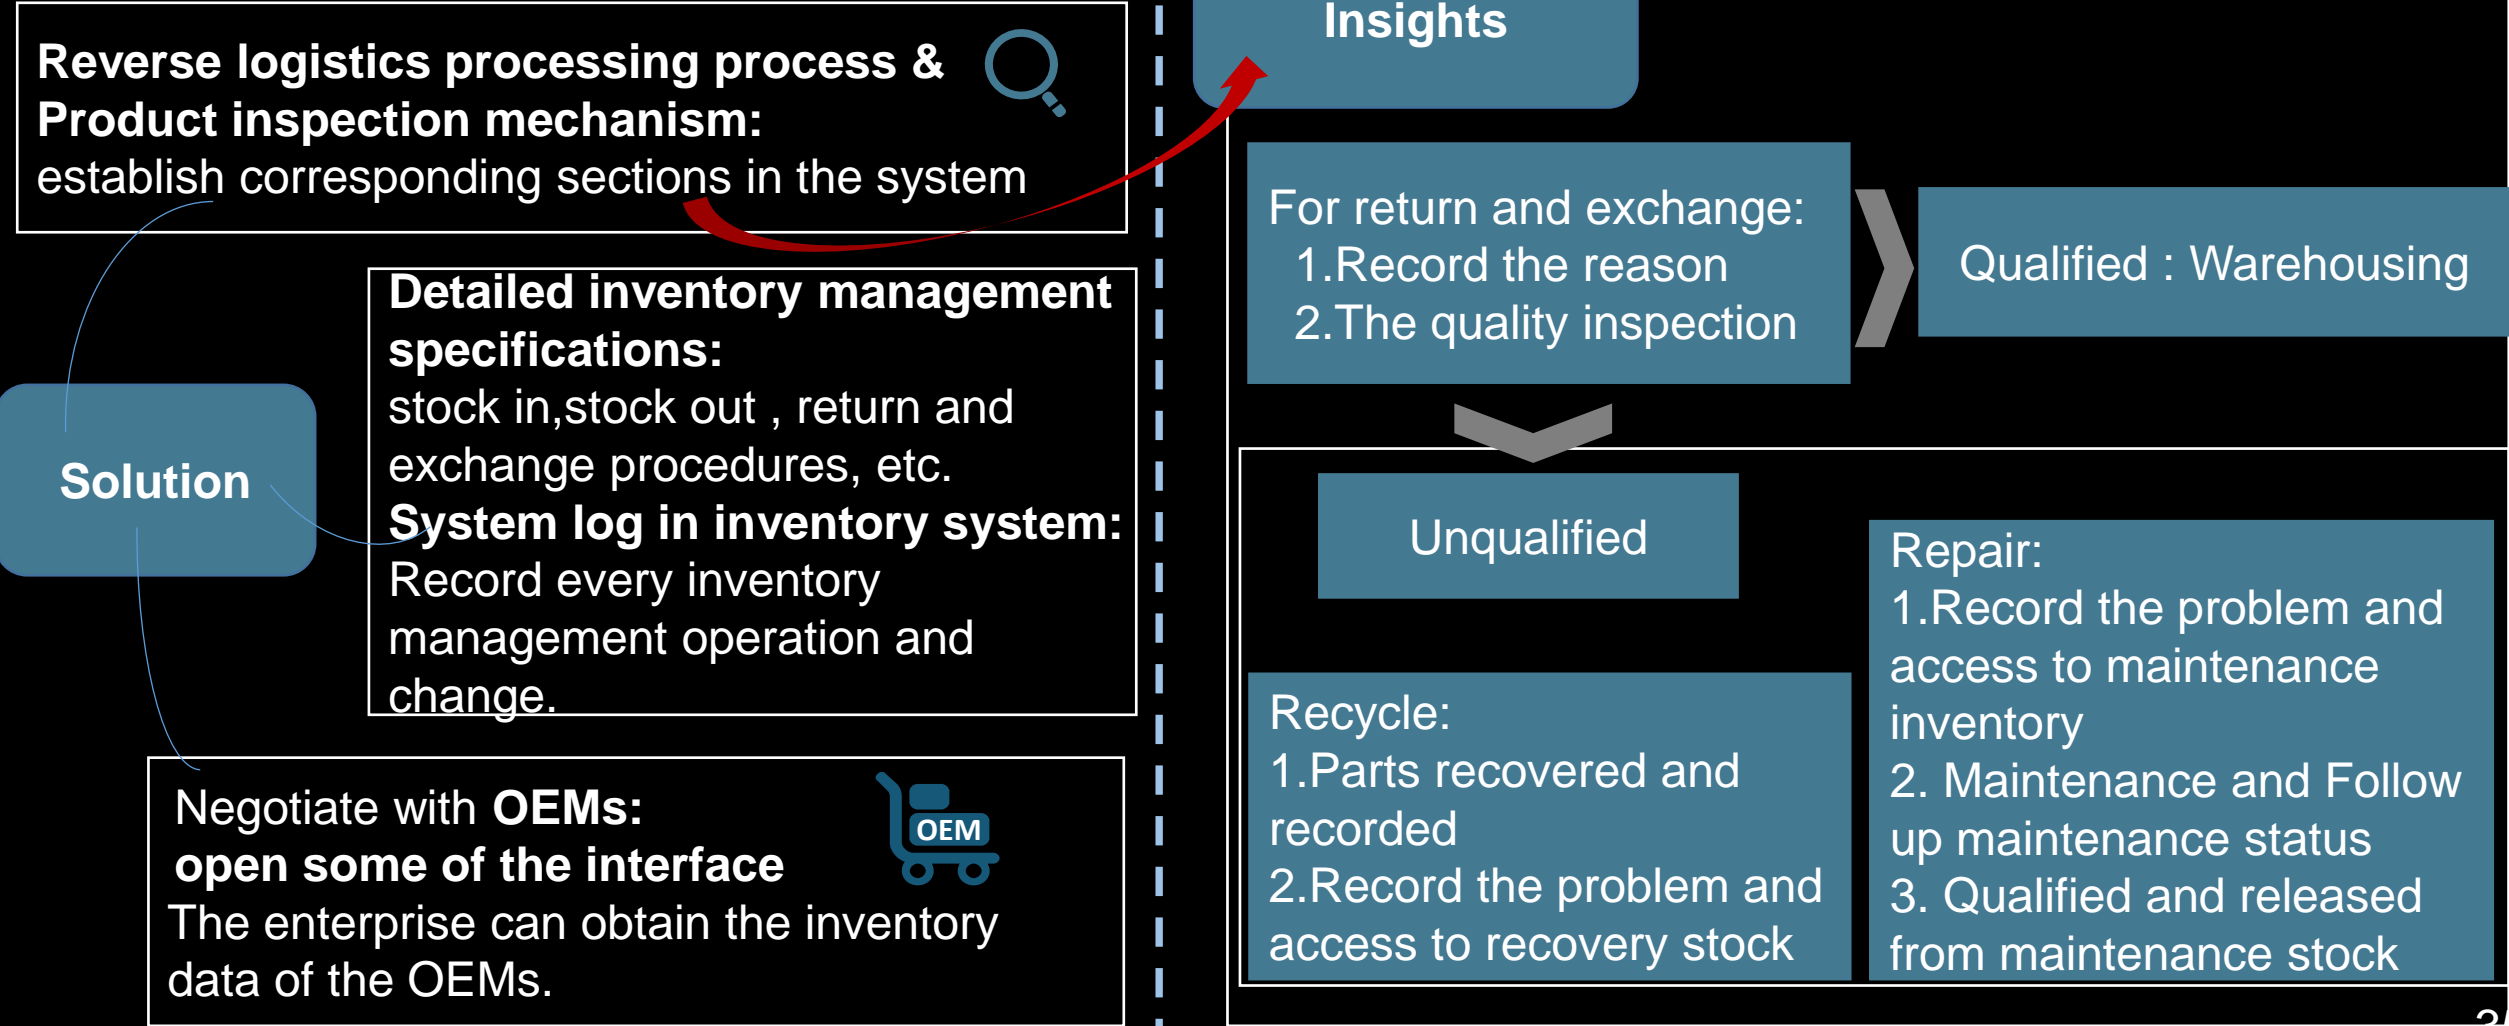 Reverse logistics processing process &
Product inspection mechanism:
establish corresponding sections in the system
Solution
Detailed inventory management
specifications:
stock in,stock out , return and
exchange procedures, etc.
System log in inventory system:
Record every inventory
management operation and
change.
Negotiate with OEMs:
open some of the interface
The enterprise can obtain the inventory
data of the OEMs.
OEM
Insights
For return and exchange:
1.Record the reason
2.The quality inspection
Qualified : Warehousing
Unqualified
Recycle:
1.Parts recovered and
recorded
2.Record the problem and
access to recovery stock
Repair:
1.Record the problem and
access to maintenance
inventory
2. Maintenance and Follow
up maintenance status
3. Qualified and released
from maintenance stock